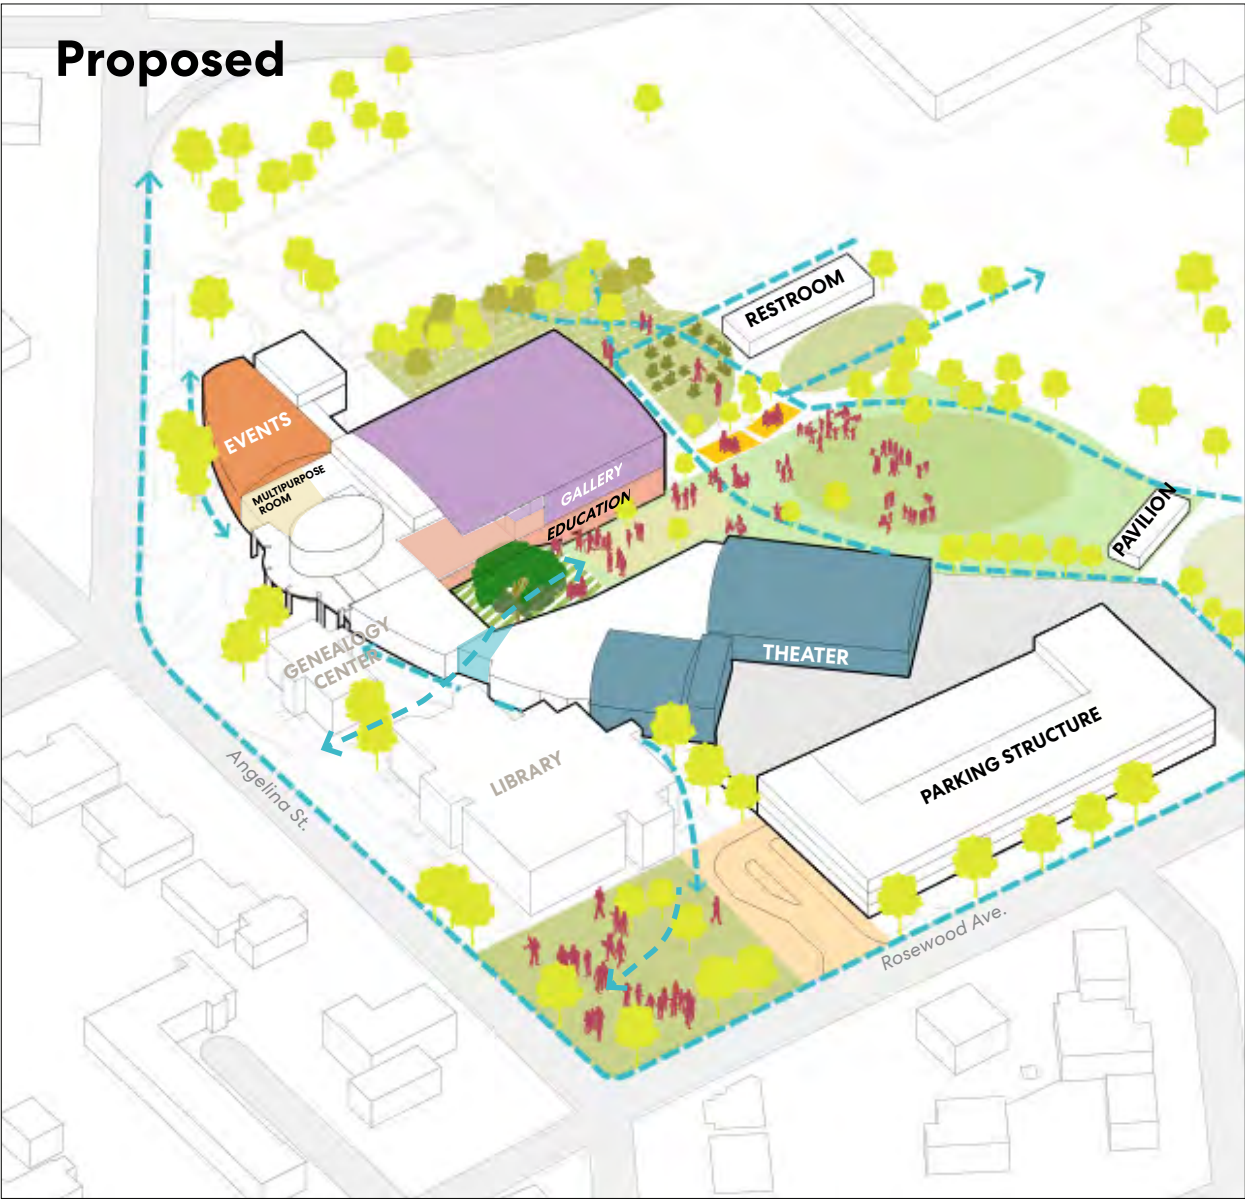 Proposed
RESTROOM
EVENTS
MULTIPURPOSE
ROOM
GALLERY
EDUCATION
PAVILION
GENEALOGY
CENTER
THEATER
LIBRARY
PARKING STRUCTURE
Angelina St.
Rosewood Ave.